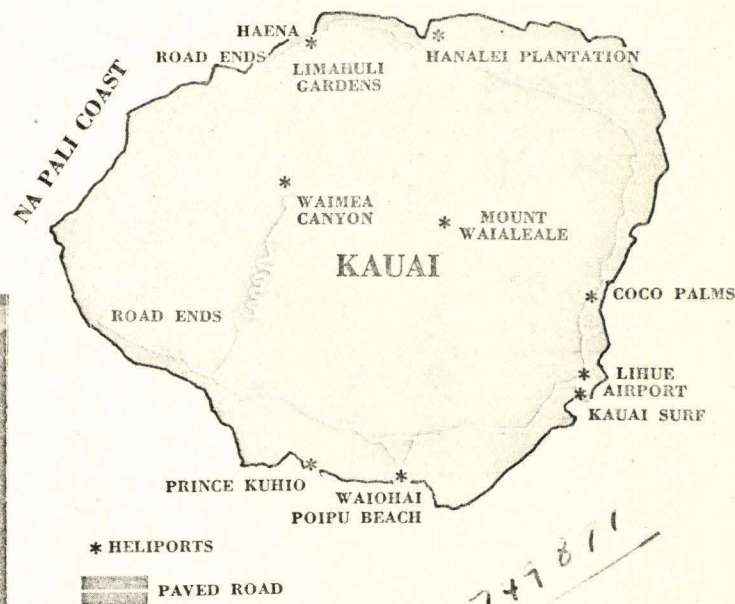 HAENA
ROAD ENDS
LIMAHULI
GARDENS
HANALEI PLANTATION
NA PALI COAST
WAIMEA
CANYON
MOUNT
WAIALEALE
KAUAI
COCO PALMS
ROAD ENDS
LIHUE
AIRPORT
KAUAI SURF
PRINCE KUHIO
WAIOHAI
POIPU BEACH
* HELIPORTS
PAVED ROAD